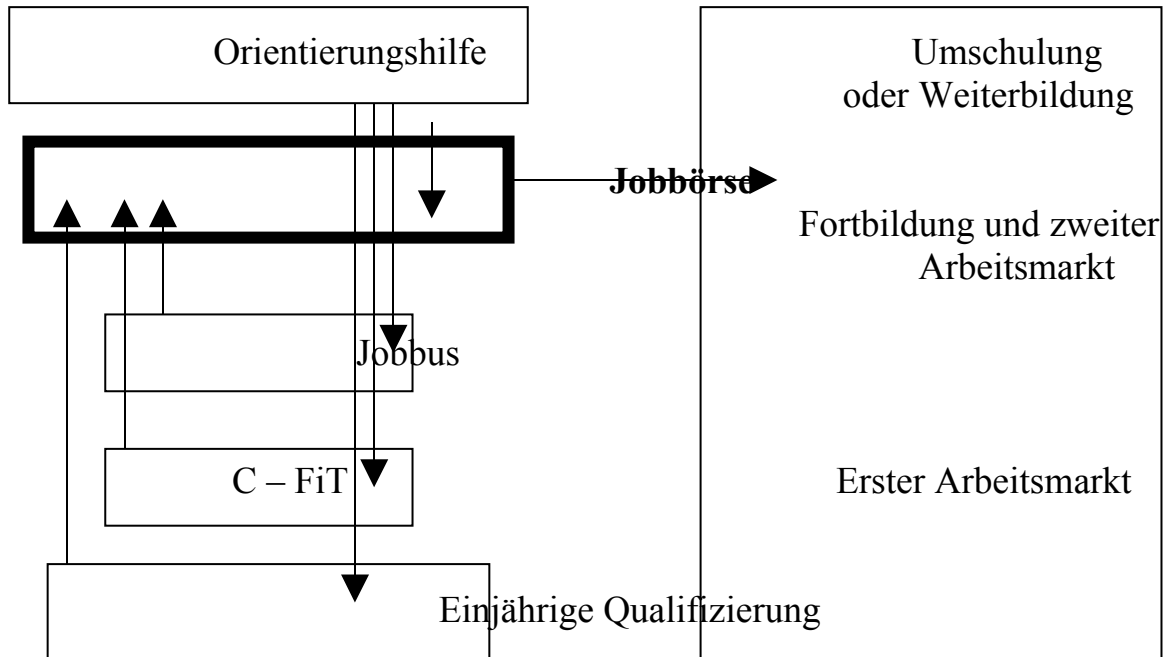 Orientierungshilfe
Umschulung
oder Weiterbildung
Jobbörse
Fortbildung und zweiter
Arbeitsmarkt
Jobbus
C – FiT
Erster Arbeitsmarkt
Einjährige Qualifizierung